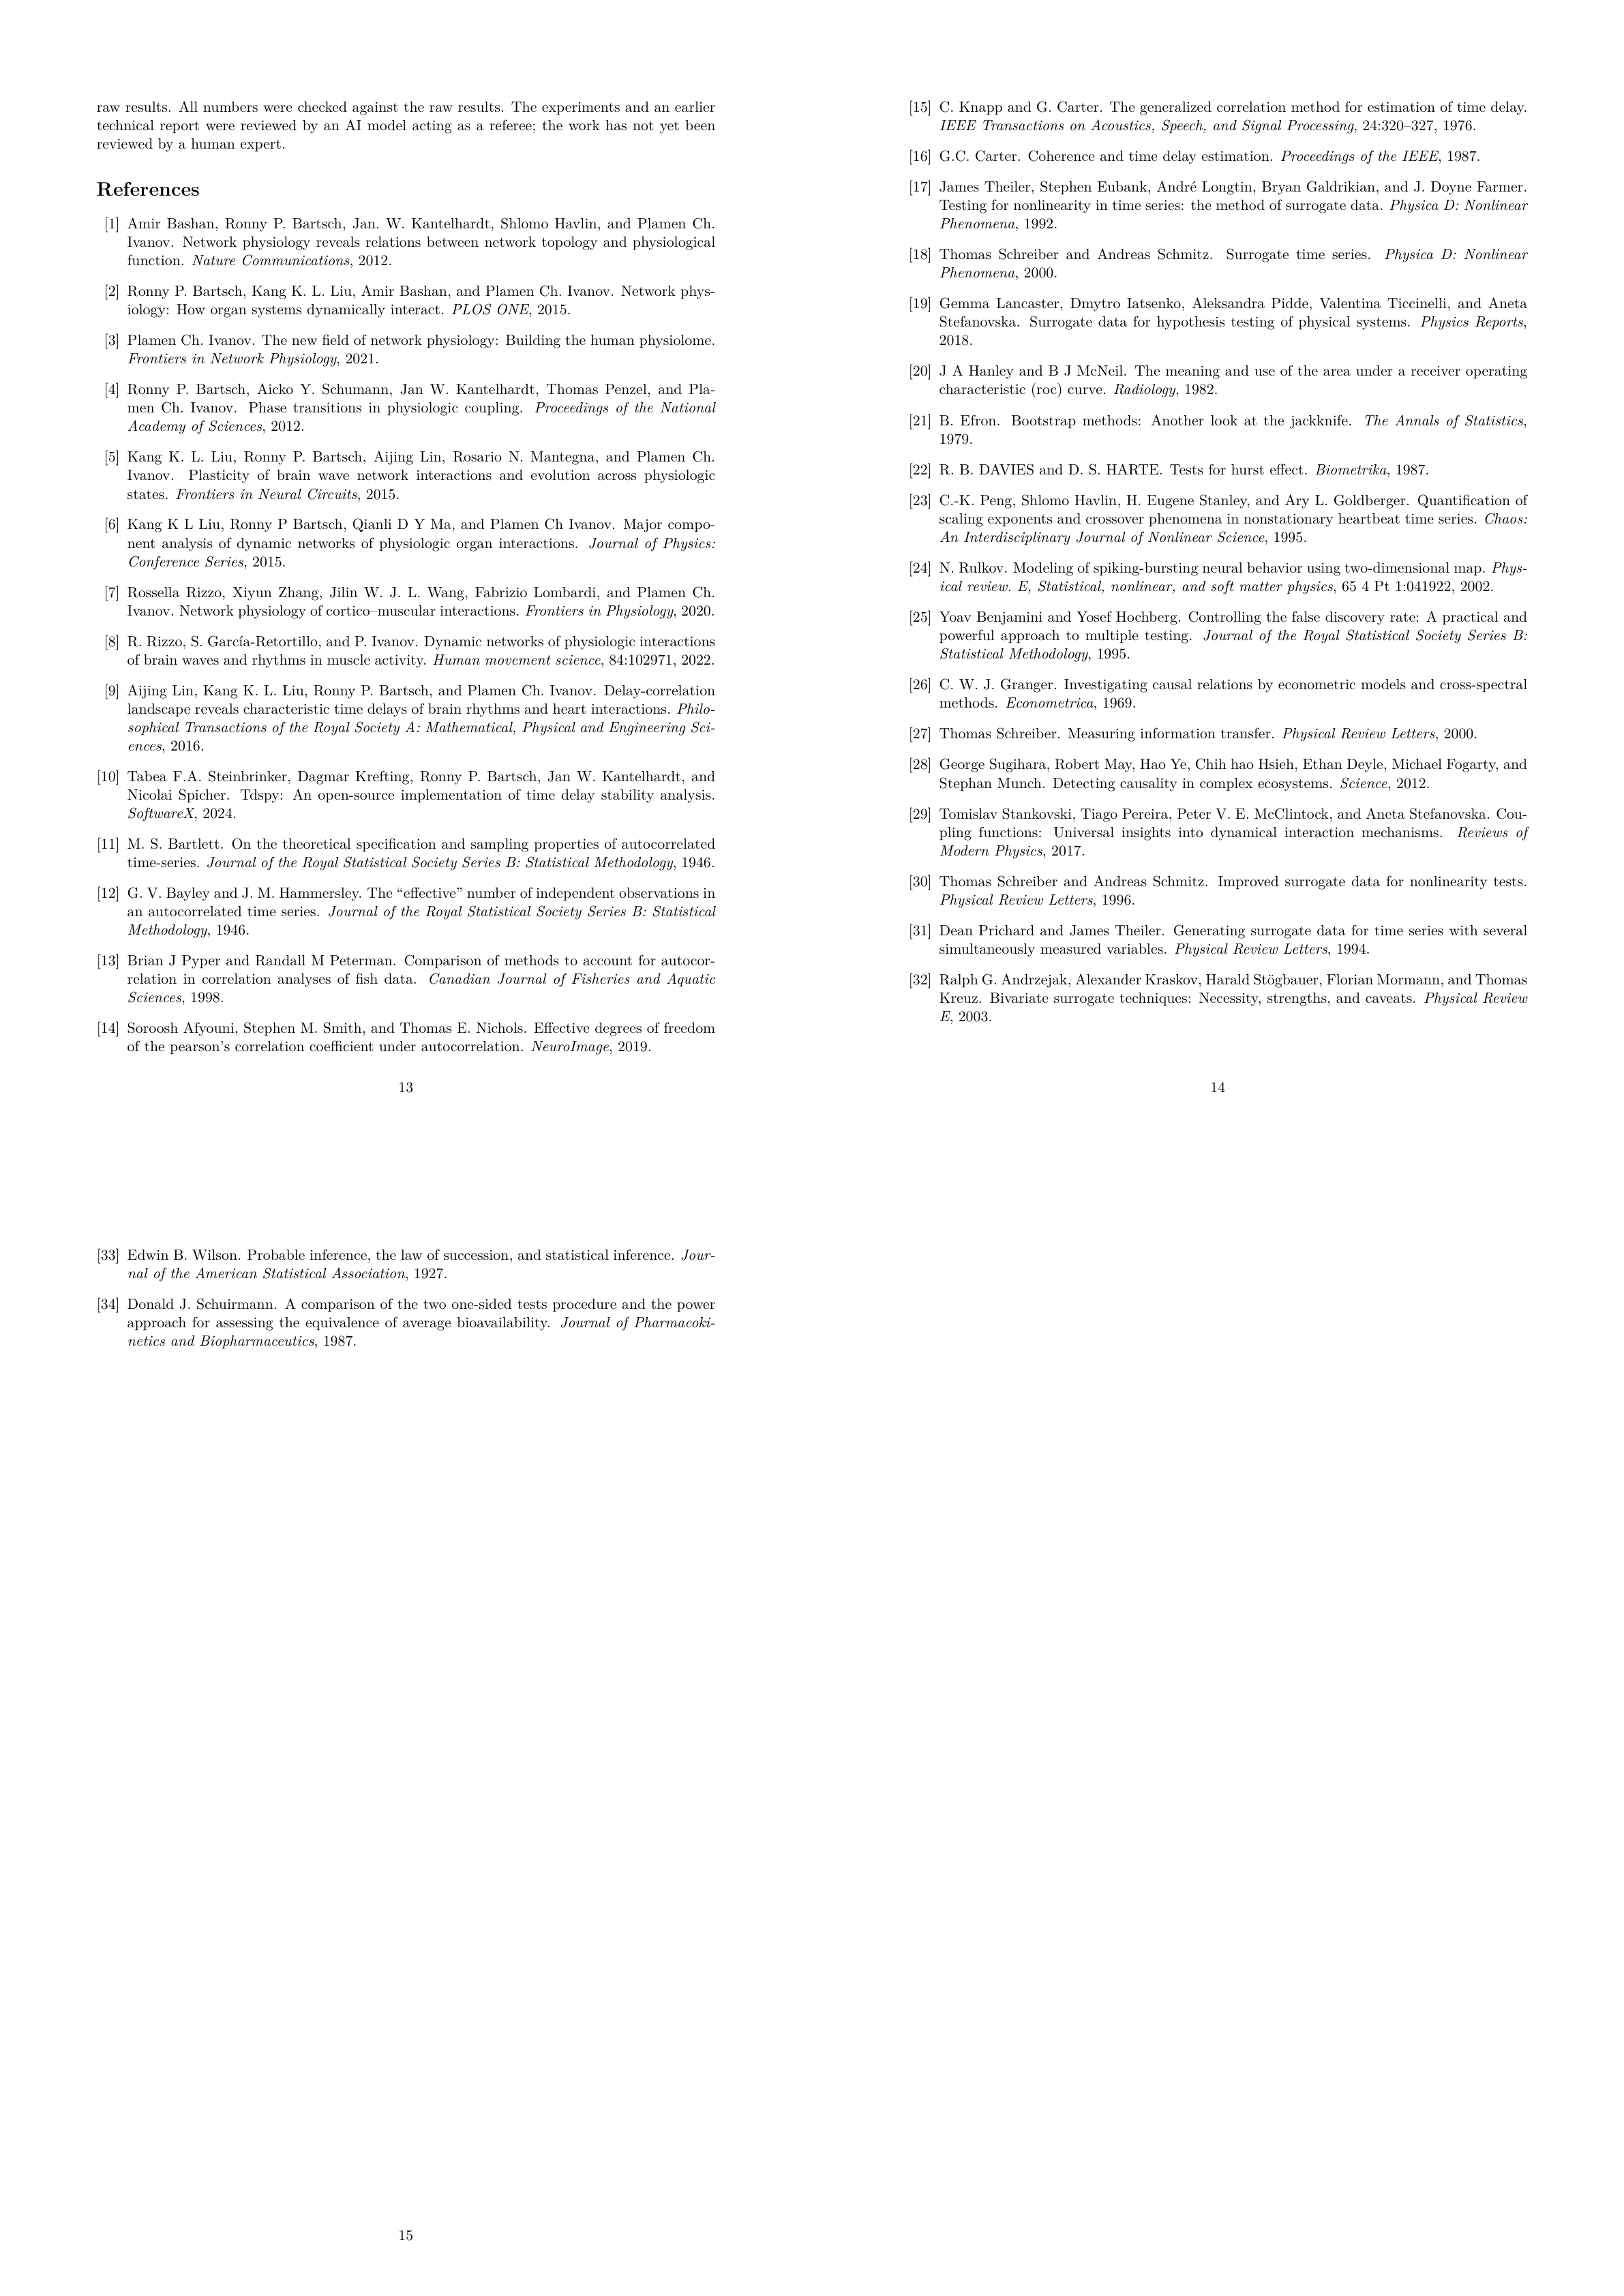 raw results. All numbers were checked against the raw results. The experiments and an earlier
technical report were reviewed by an AI model acting as a referee; the work has not yet been
reviewed by a human expert.
References
[1] Amir Bashan, Ronny P. Bartsch, Jan. W. Kantelhardt, Shlomo Havlin, and Plamen Ch.
Ivanov. Network physiology reveals relations between network topology and physiological
function. Nature Communications, 2012.
[2] Ronny P. Bartsch, Kang K. L. Liu, Amir Bashan, and Plamen Ch. Ivanov. Network phys-
iology: How organ systems dynamically interact. PLOS ONE, 2015.
[3] Plamen Ch. Ivanov. The new field of network physiology: Building the human physiolome.
Frontiers in Network Physiology, 2021.
[4] Ronny P. Bartsch, Aicko Y. Schumann, Jan W. Kantelhardt, Thomas Penzel, and Pla-
men Ch. Ivanov. Phase transitions in physiologic coupling. Proceedings of the National
Academy of Sciences, 2012.
[5] Kang K. L. Liu, Ronny P. Bartsch, Aijing Lin, Rosario N. Mantegna, and Plamen Ch.
Ivanov. Plasticity of brain wave network interactions and evolution across physiologic
states. Frontiers in Neural Circuits, 2015.
[6] Kang K L Liu, Ronny P Bartsch, Qianli D Y Ma, and Plamen Ch Ivanov. Major compo-
nent analysis of dynamic networks of physiologic organ interactions. Journal of Physics:
Conference Series, 2015.
[7] Rossella Rizzo, Xiyun Zhang, Jilin W. J. L. Wang, Fabrizio Lombardi, and Plamen Ch.
Ivanov. Network physiology of cortico–muscular interactions. Frontiers in Physiology, 2020.
[8] R. Rizzo, S. García-Retortillo, and P. Ivanov. Dynamic networks of physiologic interactions
of brain waves and rhythms in muscle activity. Human movement science, 84:102971, 2022.
[9] Aijing Lin, Kang K. L. Liu, Ronny P. Bartsch, and Plamen Ch. Ivanov. Delay-correlation
landscape reveals characteristic time delays of brain rhythms and heart interactions. Philo-
sophical Transactions of the Royal Society A: Mathematical, Physical and Engineering Sci-
ences, 2016.
[10] Tabea F.A. Steinbrinker, Dagmar Krefting, Ronny P. Bartsch, Jan W. Kantelhardt, and
Nicolai Spicher. Tdspy: An open-source implementation of time delay stability analysis.
SoftwareX, 2024.
[11] M. S. Bartlett. On the theoretical specification and sampling properties of autocorrelated
time-series. Journal of the Royal Statistical Society Series B: Statistical Methodology, 1946.
[12] G. V. Bayley and J. M. Hammersley. The “effective” number of independent observations in
an autocorrelated time series. Journal of the Royal Statistical Society Series B: Statistical
Methodology, 1946.
[13] Brian J Pyper and Randall M Peterman. Comparison of methods to account for autocor-
relation in correlation analyses of fish data. Canadian Journal of Fisheries and Aquatic
Sciences, 1998.
[14] Soroosh Afyouni, Stephen M. Smith, and Thomas E. Nichols. Effective degrees of freedom
of the pearson’s correlation coefficient under autocorrelation. NeuroImage, 2019.
13
[15] C. Knapp and G. Carter. The generalized correlation method for estimation of time delay.
IEEE Transactions on Acoustics, Speech, and Signal Processing, 24:320–327, 1976.
[16] G.C. Carter. Coherence and time delay estimation. Proceedings of the IEEE, 1987.
[17] James Theiler, Stephen Eubank, André Longtin, Bryan Galdrikian, and J. Doyne Farmer.
Testing for nonlinearity in time series: the method of surrogate data. Physica D: Nonlinear
Phenomena, 1992.
[18] Thomas Schreiber and Andreas Schmitz. Surrogate time series. Physica D: Nonlinear
Phenomena, 2000.
[19] Gemma Lancaster, Dmytro Iatsenko, Aleksandra Pidde, Valentina Ticcinelli, and Aneta
Stefanovska. Surrogate data for hypothesis testing of physical systems. Physics Reports,
2018.
[20] J A Hanley and B J McNeil. The meaning and use of the area under a receiver operating
characteristic (roc) curve. Radiology, 1982.
[21] B. Efron. Bootstrap methods: Another look at the jackknife. The Annals of Statistics,
1979.
[22] R. B. DAVIES and D. S. HARTE. Tests for hurst effect. Biometrika, 1987.
[23] C.-K. Peng, Shlomo Havlin, H. Eugene Stanley, and Ary L. Goldberger. Quantification of
scaling exponents and crossover phenomena in nonstationary heartbeat time series. Chaos:
An Interdisciplinary Journal of Nonlinear Science, 1995.
[24] N. Rulkov. Modeling of spiking-bursting neural behavior using two-dimensional map. Phys-
ical review. E, Statistical, nonlinear, and soft matter physics, 65 4 Pt 1:041922, 2002.
[25] Yoav Benjamini and Yosef Hochberg. Controlling the false discovery rate: A practical and
powerful approach to multiple testing. Journal of the Royal Statistical Society Series B:
Statistical Methodology, 1995.
[26] C. W. J. Granger. Investigating causal relations by econometric models and cross-spectral
methods. Econometrica, 1969.
[27] Thomas Schreiber. Measuring information transfer. Physical Review Letters, 2000.
[28] George Sugihara, Robert May, Hao Ye, Chih hao Hsieh, Ethan Deyle, Michael Fogarty, and
Stephan Munch. Detecting causality in complex ecosystems. Science, 2012.
[29] Tomislav Stankovski, Tiago Pereira, Peter V. E. McClintock, and Aneta Stefanovska. Cou-
pling functions: Universal insights into dynamical interaction mechanisms. Reviews of
Modern Physics, 2017.
[30] Thomas Schreiber and Andreas Schmitz. Improved surrogate data for nonlinearity tests.
Physical Review Letters, 1996.
[31] Dean Prichard and James Theiler. Generating surrogate data for time series with several
simultaneously measured variables. Physical Review Letters, 1994.
[32] Ralph G. Andrzejak, Alexander Kraskov, Harald Stögbauer, Florian Mormann, and Thomas
Kreuz. Bivariate surrogate techniques: Necessity, strengths, and caveats. Physical Review
E, 2003.
14
[33] Edwin B. Wilson. Probable inference, the law of succession, and statistical inference. Jour-
nal of the American Statistical Association, 1927.
[34] Donald J. Schuirmann. A comparison of the two one-sided tests procedure and the power
approach for assessing the equivalence of average bioavailability. Journal of Pharmacoki-
netics and Biopharmaceutics, 1987.
15